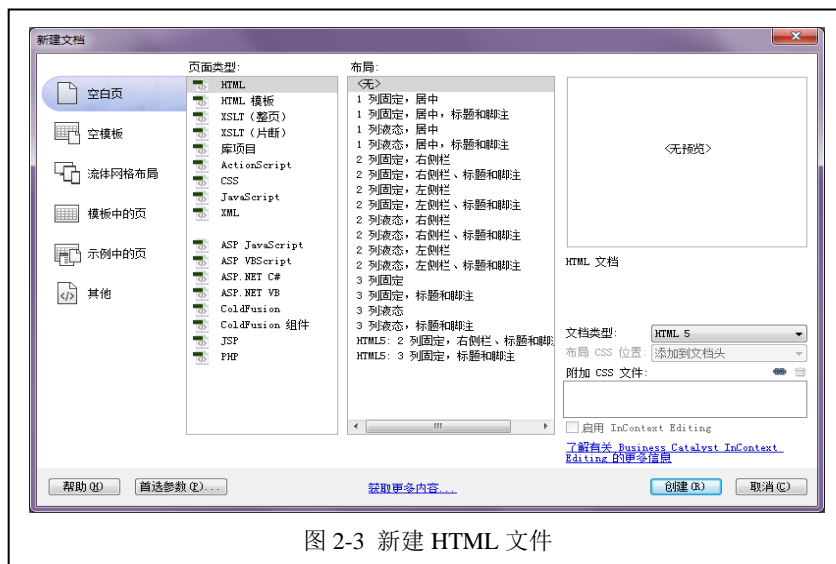 新建文档
空白页
空模板
流体网格布局
模板中的页
示例中的页
其他
页面类型:
HTML
HTML 模板
XSLT (整页)
XSLT (片断)
库项目
ActionScript
CSS
JavaScript
XML
ASP JavaScript
ASP VBScript
ASP.NET C#
ASP.NET VB
ColdFusion
ColdFusion 组件
JSP
PHP
布局:
<无>
1 列固定，居中
1 列固定，居中，标题和脚注
1 列液态，居中
1 列液态，居中，标题和脚注
2 列固定，右侧栏
2 列固定，右侧栏、标题和脚注
2 列固定，左侧栏
2 列固定，左侧栏、标题和脚注
2 列液态，右侧栏
2 列液态，右侧栏、标题和脚注
2 列液态，左侧栏
2 列液态，左侧栏、标题和脚注
3 列固定
3 列固定，标题和脚注
3 列液态
3 列液态，标题和脚注
HTML5: 2 列固定，右侧栏、标题和脚注
HTML5: 3 列固定，标题和脚注
<无预览>
HTML 文档
文档类型: HTML 5
布局 CSS 位置: 添加到文档头
附加 CSS 文件:
启用 InContext Editing
了解有关 Business Catalyst InContext
Editing 的更多信息
帮助(H) 首选参数(P)... 获取更多内容... 创建(R) 取消(C)
图 2-3 新建 HTML 文件